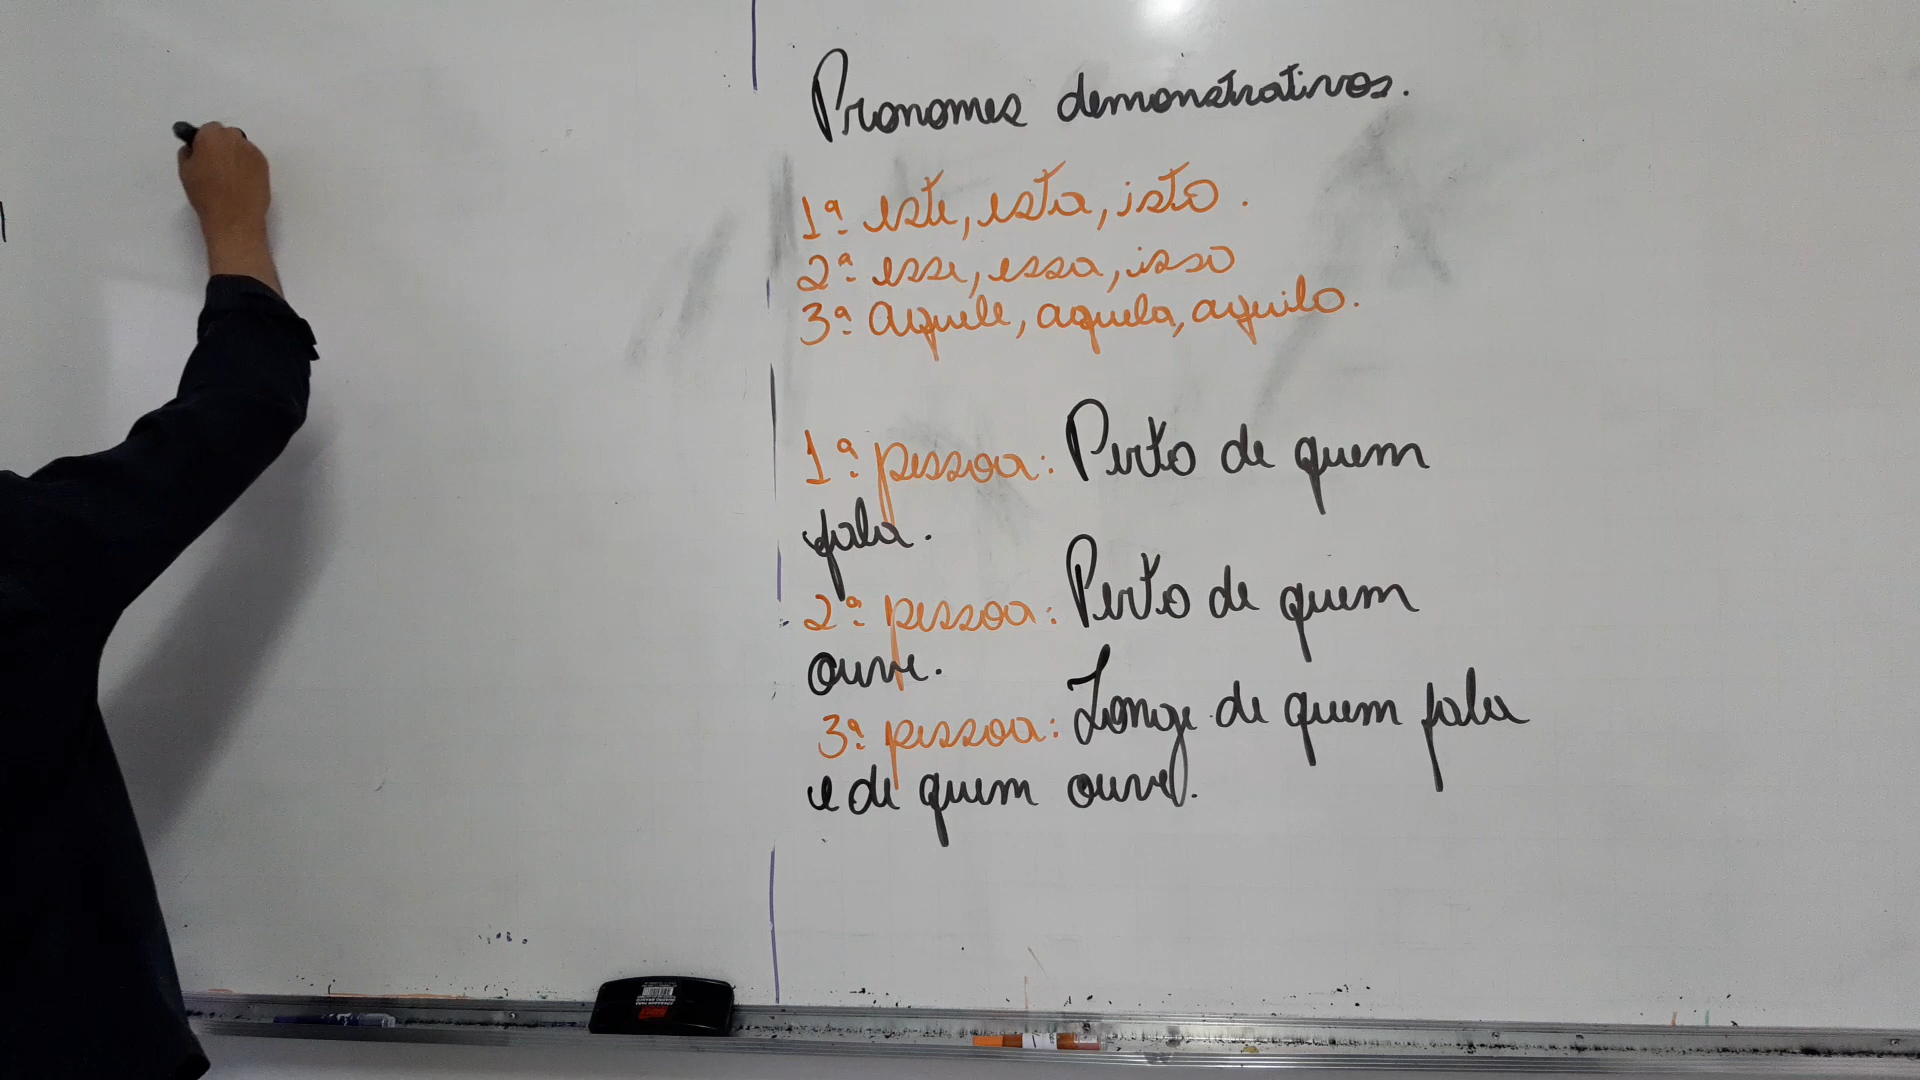 Pronomes demonstrativos.
1ª este, esta, isto.
2ª esse, essa, isso
3ª aquele, aquela, aquilo.
1ª pessoa: Perto de quem
fala.
2ª pessoa: Perto de quem
ouve.
3ª pessoa: Longe de quem fala
e de quem ouve.